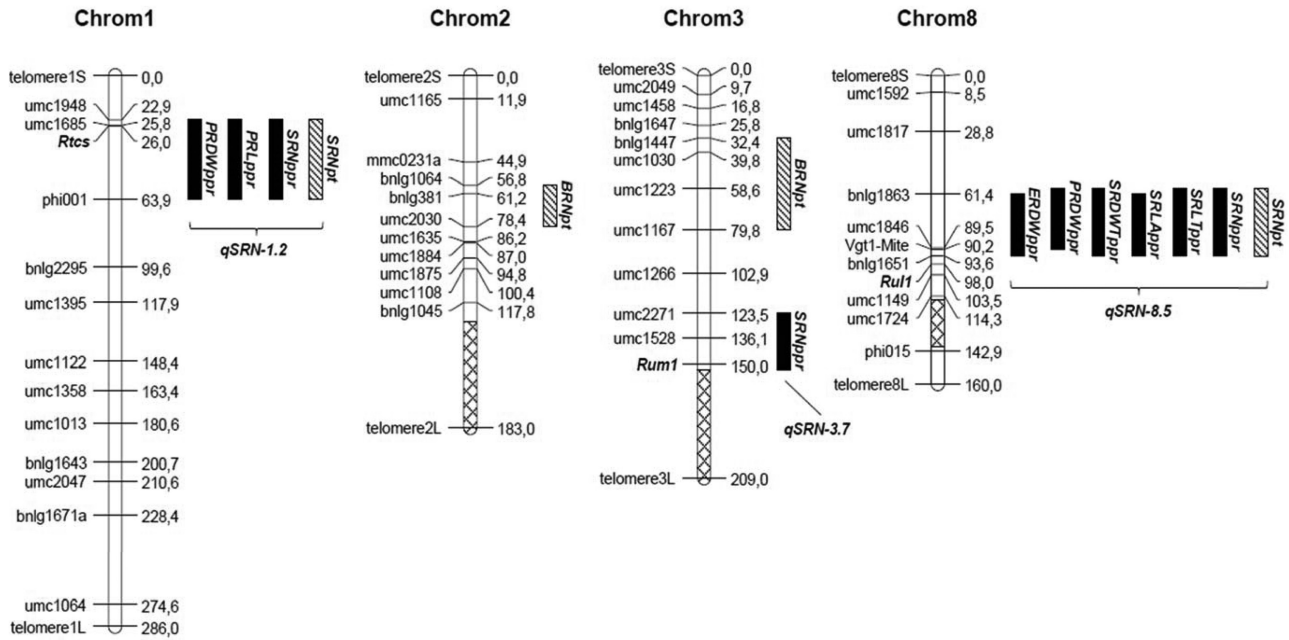 Chrom1
telomere1S 0,0
umc1948 22,9
umc1685 25,8
Rtcs 26,0
phi001 63,9
bnlg2295 99,6
umc1395 117,9
umc1122 148,4
umc1358 163,4
umc1013 180,6
bnlg1643 200,7
umc2047 210,6
bnlg1671a 228,4
umc1064 274,6
telomere1L 286,0
PRDWppr
PRLppr
SRNppr
SRNpt
qSRN-1.2
Chrom2
telomere2S 0,0
umc1165 11,9
mmc0231a 44,9
bnlg1064 56,8
bnlg381 61,2
umc2030 78,4
umc1635 86,2
umc1884 87,0
umc1875 94,8
umc1108 100,4
bnlg1045 117,8
telomere2L 183,0
BRNpt
Chrom3
telomere3S 0,0
umc2049 9,7
umc1458 16,8
bnlg1647 25,8
bnlg1447 32,4
umc1030 39,8
umc1223 58,6
umc1167 79,8
umc1266 102,9
umc2271 123,5
umc1528 136,1
Rum1 150,0
telomere3L 209,0
BRNpt
SRNppr
qSRN-3.7
Chrom8
telomere8S 0,0
umc1592 8,5
umc1817 28,8
bnlg1863 61,4
umc1846 89,5
Vgt1-Mite 90,2
bnlg1651 93,6
Rul1 98,0
umc1149 103,5
umc1724 114,3
phi015 142,9
telomere8L 160,0
ERDWppr
PRDWppr
SRDWTppr
SRLAppr
SRLTppr
SRNppr
SRNpt
qSRN-8.5